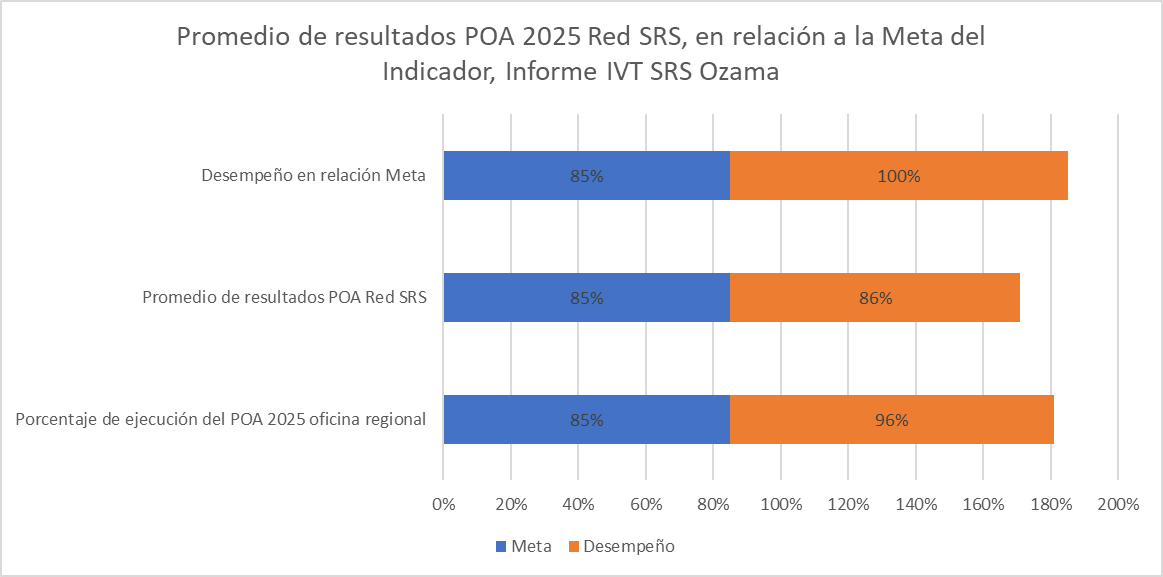 Promedio de resultados POA 2025 Red SRS, en relación a la Meta del
Indicador, Informe IVT SRS Ozama
Desempeño en relación Meta
85%
100%
Promedio de resultados POA Red SRS
85%
86%
Porcentaje de ejecución del POA 2025 oficina regional
85%
96%
0% 20% 40% 60% 80% 100% 120% 140% 160% 180% 200%
Meta Desempeño